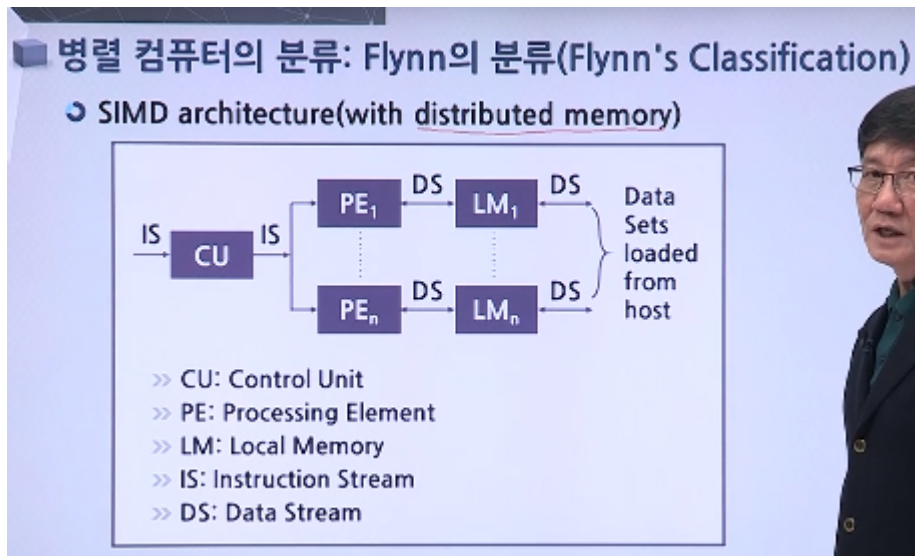 병렬 컴퓨터의 분류: Flynn의 분류(Flynn's Classification)
SIMD architecture(with distributed memory)
IS
CU
IS
PE₁
DS
LM₁
DS
PEₙ
DS
LMₙ
DS
Data
Sets
loaded
from
host
>> CU: Control Unit
>> PE: Processing Element
>> LM: Local Memory
>> IS: Instruction Stream
>> DS: Data Stream